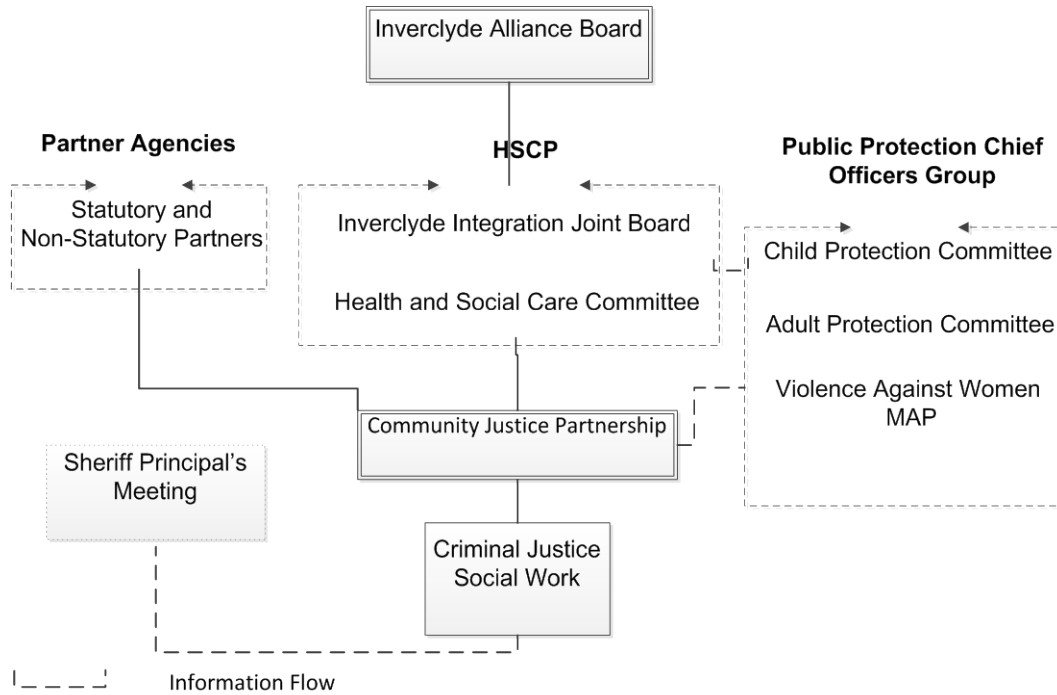 Inverclyde Alliance Board
Partner Agencies
HSCP
Public Protection Chief
Officers Group
Statutory and
Non-Statutory Partners
Inverclyde Integration Joint Board
Health and Social Care Committee
Child Protection Committee
Adult Protection Committee
Violence Against Women
MAP
Community Justice Partnership
Sheriff Principal's
Meeting
Criminal Justice
Social Work
Information Flow